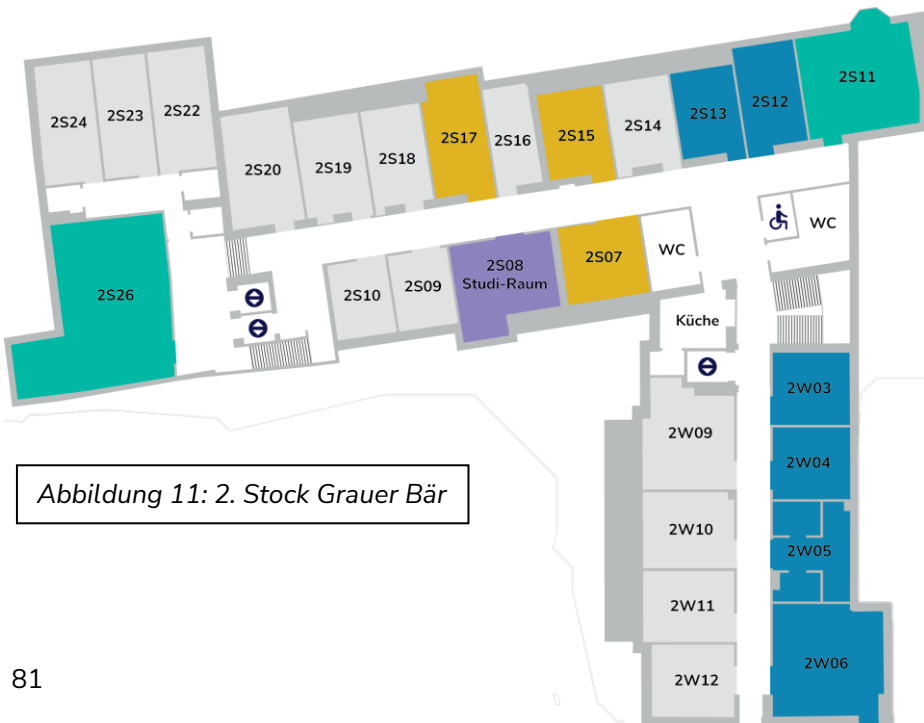 2S24
2S23
2S22
2S20
2S19
2S18
2S17
2S16
2S15
2S14
2S13
2S12
2S11
2S26
2S10
2S09
2S08
Studi-Raum
2S07
WC
WC
Küche
2W03
2W09
2W04
2W10
2W05
2W11
2W06
2W12
Abbildung 11: 2. Stock Grauer Bär
81